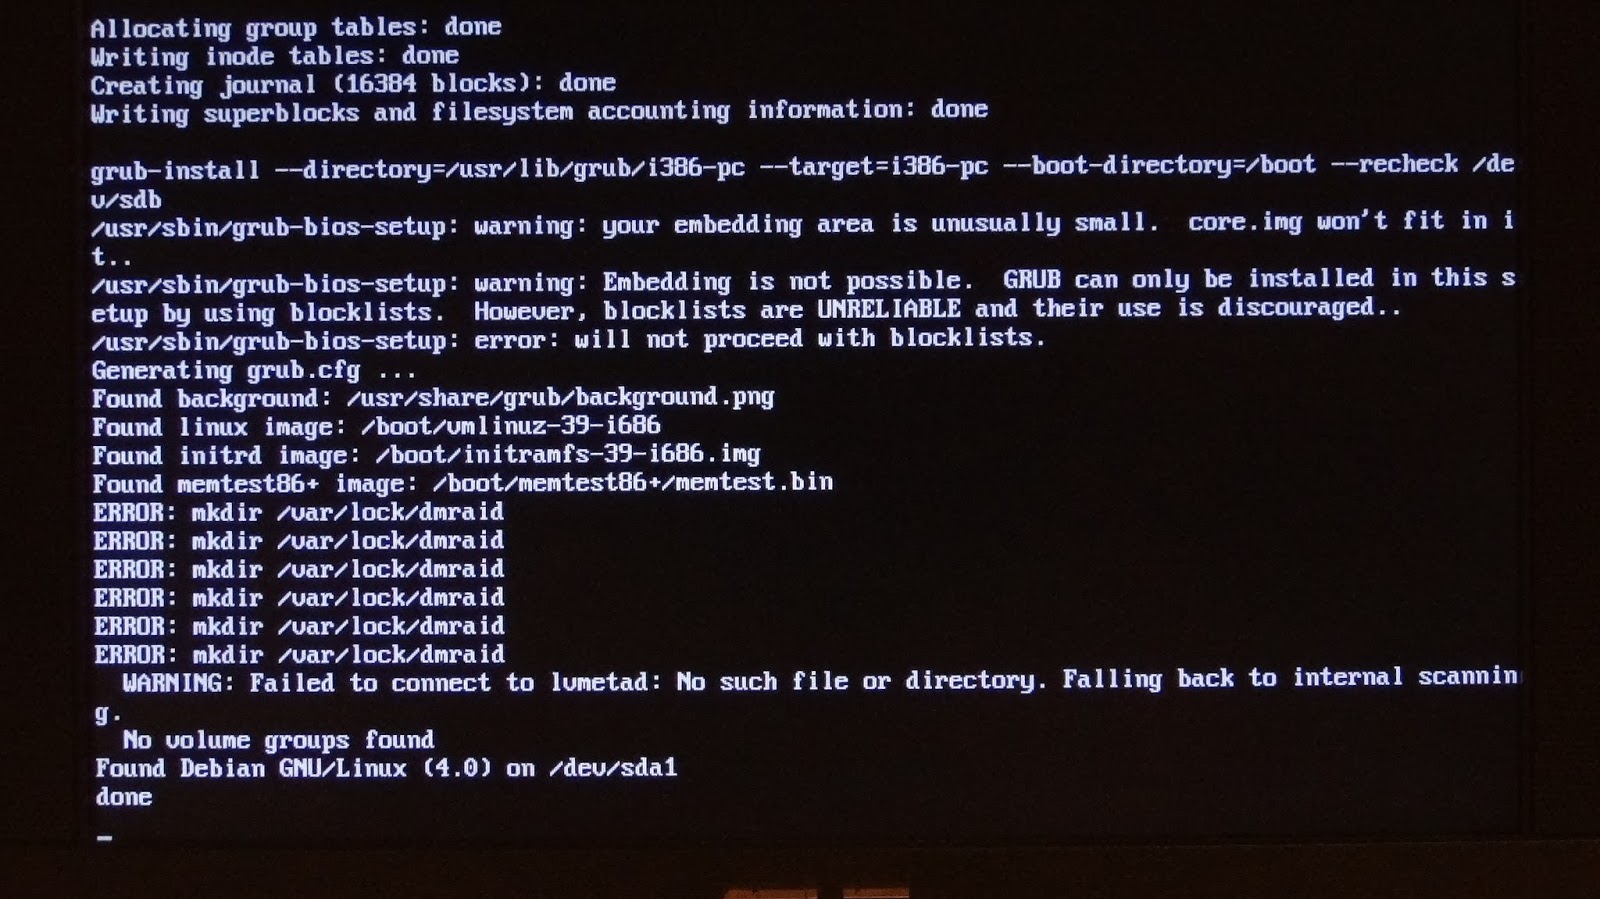 Allocating group tables: done
Writing inode tables: done
Creating journal (16384 blocks): done
Writing superblocks and filesystem accounting information: done
grub-install --directory=/usr/lib/grub/i386-pc --target=i386-pc --boot-directory=/boot --recheck /de
v/sdb
/usr/sbin/grub-bios-setup: warning: your embedding area is unusually small.  core.img won't fit in i
t..
/usr/sbin/grub-bios-setup: warning: Embedding is not possible.  GRUB can only be installed in this s
etup by using blocklists.  However, blocklists are UNRELIABLE and their use is discouraged..
/usr/sbin/grub-bios-setup: error: will not proceed with blocklists.
Generating grub.cfg ...
Found background: /usr/share/grub/background.png
Found linux image: /boot/vmlinuz-39-i686
Found initrd image: /boot/initramfs-39-i686.img
Found memtest86+ image: /boot/memtest86+/memtest.bin
ERROR: mkdir /var/lock/dmraid
ERROR: mkdir /var/lock/dmraid
ERROR: mkdir /var/lock/dmraid
ERROR: mkdir /var/lock/dmraid
ERROR: mkdir /var/lock/dmraid
ERROR: mkdir /var/lock/dmraid
  WARNING: Failed to connect to lvmetad: No such file or directory. Falling back to internal scannin
g.
  No volume groups found
Found Debian GNU/Linux (4.0) on /dev/sda1
done
_